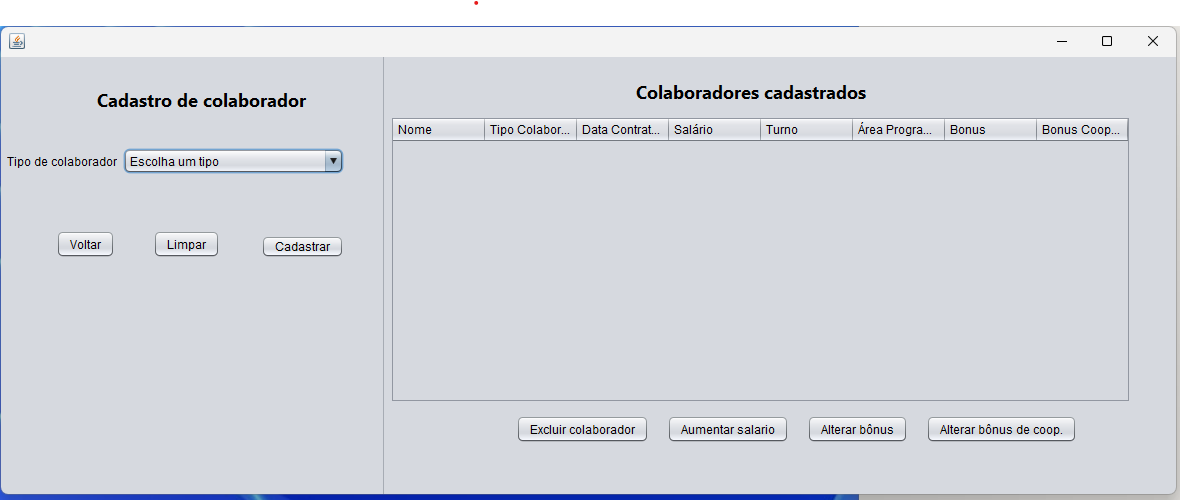 Cadastro de colaborador
Tipo de colaborador Escolha um tipo
Voltar Limpar Cadastrar
Colaboradores cadastrados
Nome Tipo Colabor... Data Contrat... Salário Turno Área Progra... Bonus Bonus Coop...
Excluir colaborador Aumentar salario Alterar bônus Alterar bônus de coop.